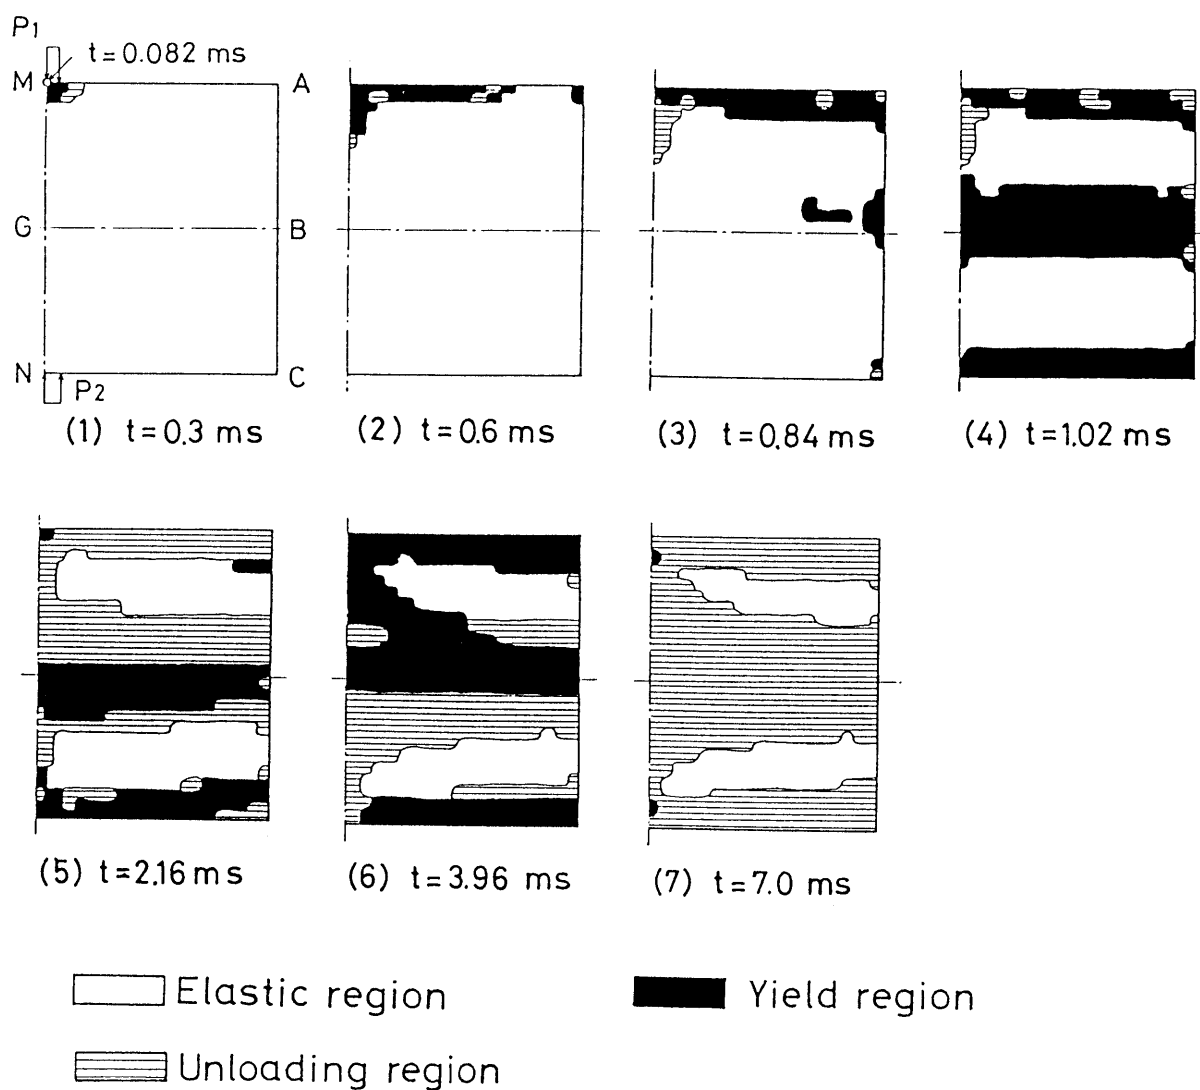 P1
t=0.082 ms
M A
G B
N C
P2
(1) t=0.3 ms (2) t=0.6 ms (3) t=0.84 ms (4) t=1.02 ms
(5) t=2.16 ms (6) t=3.96 ms (7) t=7.0 ms
Elastic region Yield region
Unloading region